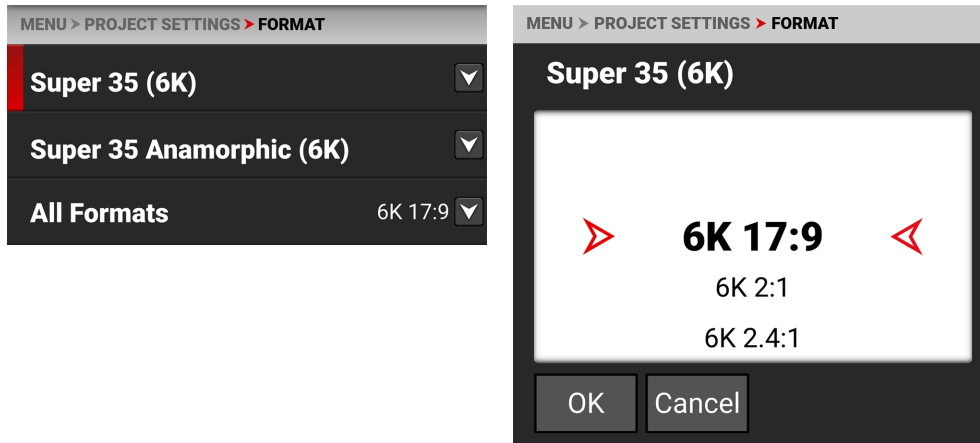 MENU > PROJECT SETTINGS > FORMAT
Super 35 (6K)
Super 35 Anamorphic (6K)
All Formats 6K 17:9
MENU > PROJECT SETTINGS > FORMAT
Super 35 (6K)
6K 17:9
6K 2:1
6K 2.4:1
OK Cancel